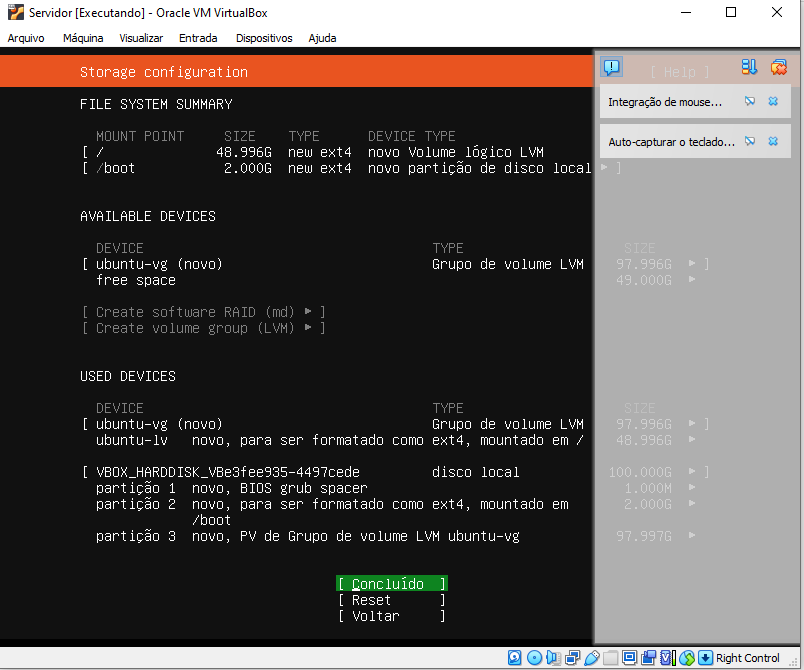 Servidor [Executando] - Oracle VM VirtualBox
Arquivo Máquina Visualizar Entrada Dispositivos Ajuda
Storage configuration [ Help ]
Integração de mouse...
Auto-capturar o teclado...
FILE SYSTEM SUMMARY
MOUNT POINT SIZE TYPE DEVICE TYPE
[ / 48.996G new ext4 novo Volume lógico LVM
[ /boot 2.000G new ext4 novo partição de disco local ▸ ]
AVAILABLE DEVICES
DEVICE TYPE SIZE
[ ubuntu-vg (novo) Grupo de volume LVM 97.996G ▸ ]
free space 49.000G ▸
[ Create software RAID (md) ▸ ]
[ Create volume group (LVM) ▸ ]
USED DEVICES
DEVICE TYPE SIZE
[ ubuntu-vg (novo) Grupo de volume LVM 97.996G ▸ ]
ubuntu-lv novo, para ser formatado como ext4, mountado em / 48.996G ▸
[ VBOX_HARDDISK_VBe3fee935-4497cede disco local 100.000G ▸ ]
partição 1 novo, BIOS grub spacer 1.000M ▸
partição 2 novo, para ser formatado como ext4, mountado em 2.000G ▸
/boot
partição 3 novo, PV de Grupo de volume LVM ubuntu-vg 97.997G ▸
[ Concluído ]
[ Reset ]
[ Voltar ]
Right Control